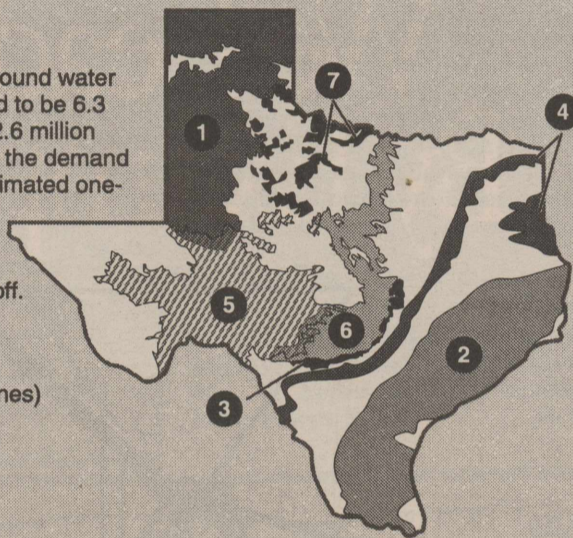 ound water
d to be 6.3
2.6 million
the demand
timated one-
off.
nes)
7
4
1
5
6
2
3